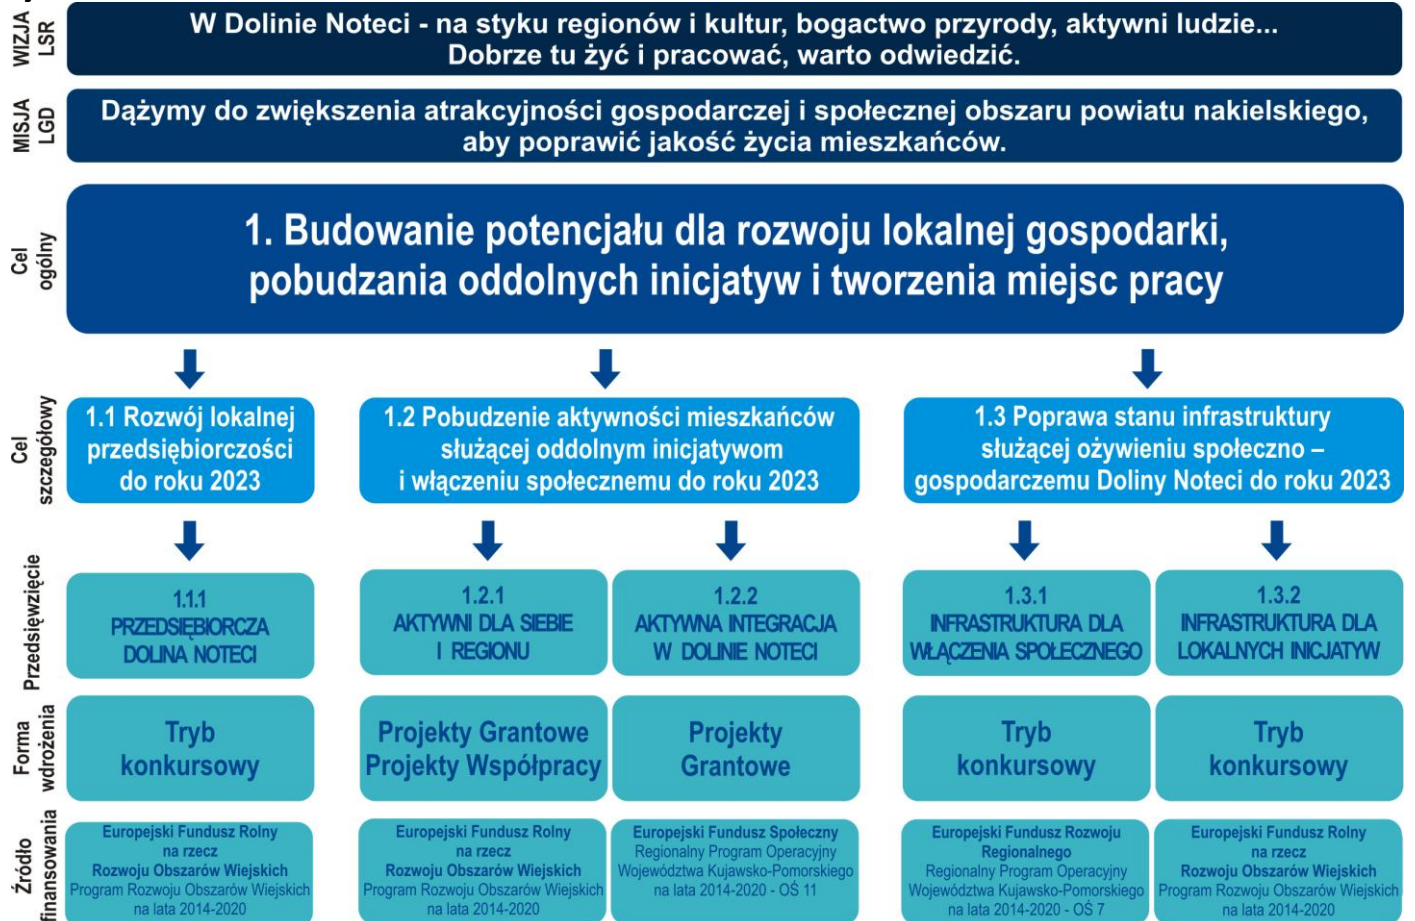 WIZJA
LSR
W Dolinie Noteci - na styku regionów i kultur, bogactwo przyrody, aktywni ludzie...
Dobrze tu żyć i pracować, warto odwiedzić.
MISJA
LGD
Dążymy do zwiększenia atrakcyjności gospodarczej i społecznej obszaru powiatu nakielskiego,
aby poprawić jakość życia mieszkańców.
Cel
ogólny
1. Budowanie potencjału dla rozwoju lokalnej gospodarki,
pobudzania oddolnych inicjatyw i tworzenia miejsc pracy
Cel
szczegółowy
1.1 Rozwój lokalnej
przedsiębiorczości
do roku 2023
1.2 Pobudzenie aktywności mieszkańców
służącej oddolnym inicjatywom
i włączeniu społecznemu do roku 2023
1.3 Poprawa stanu infrastruktury
służącej ożywieniu społeczno –
gospodarczemu Doliny Noteci do roku 2023
Przedsięwzięcie
1.1.1
PRZEDSIĘBIORCZA
DOLINA NOTECI
1.2.1
AKTYWNI DLA SIEBIE
I REGIONU
1.2.2
AKTYWNA INTEGRACJA
W DOLINIE NOTECI
1.3.1
INFRASTRUKTURA DLA
WŁĄCZENIA SPOŁECZNEGO
1.3.2
INFRASTRUKTURA DLA
LOKALNYCH INICJATYW
Forma
wdrożenia
Tryb
konkursowy
Projekty Grantowe
Projekty Współpracy
Projekty
Grantowe
Tryb
konkursowy
Tryb
konkursowy
Źródło
finansowania
Europejski Fundusz Rolny
na rzecz
Rozwoju Obszarów Wiejskich
Program Rozwoju Obszarów Wiejskich
na lata 2014-2020
Europejski Fundusz Rolny
na rzecz
Rozwoju Obszarów Wiejskich
Program Rozwoju Obszarów Wiejskich
na lata 2014-2020
Europejski Fundusz Społeczny
Regionalny Program Operacyjny
Województwa Kujawsko-Pomorskiego
na lata 2014-2020 - OŚ 11
Europejski Fundusz Rozwoju
Regionalnego
Regionalny Program Operacyjny
Województwa Kujawsko-Pomorskiego
na lata 2014-2020 - OŚ 7
Europejski Fundusz Rolny
na rzecz
Rozwoju Obszarów Wiejskich
Program Rozwoju Obszarów Wiejskich
na lata 2014-2020